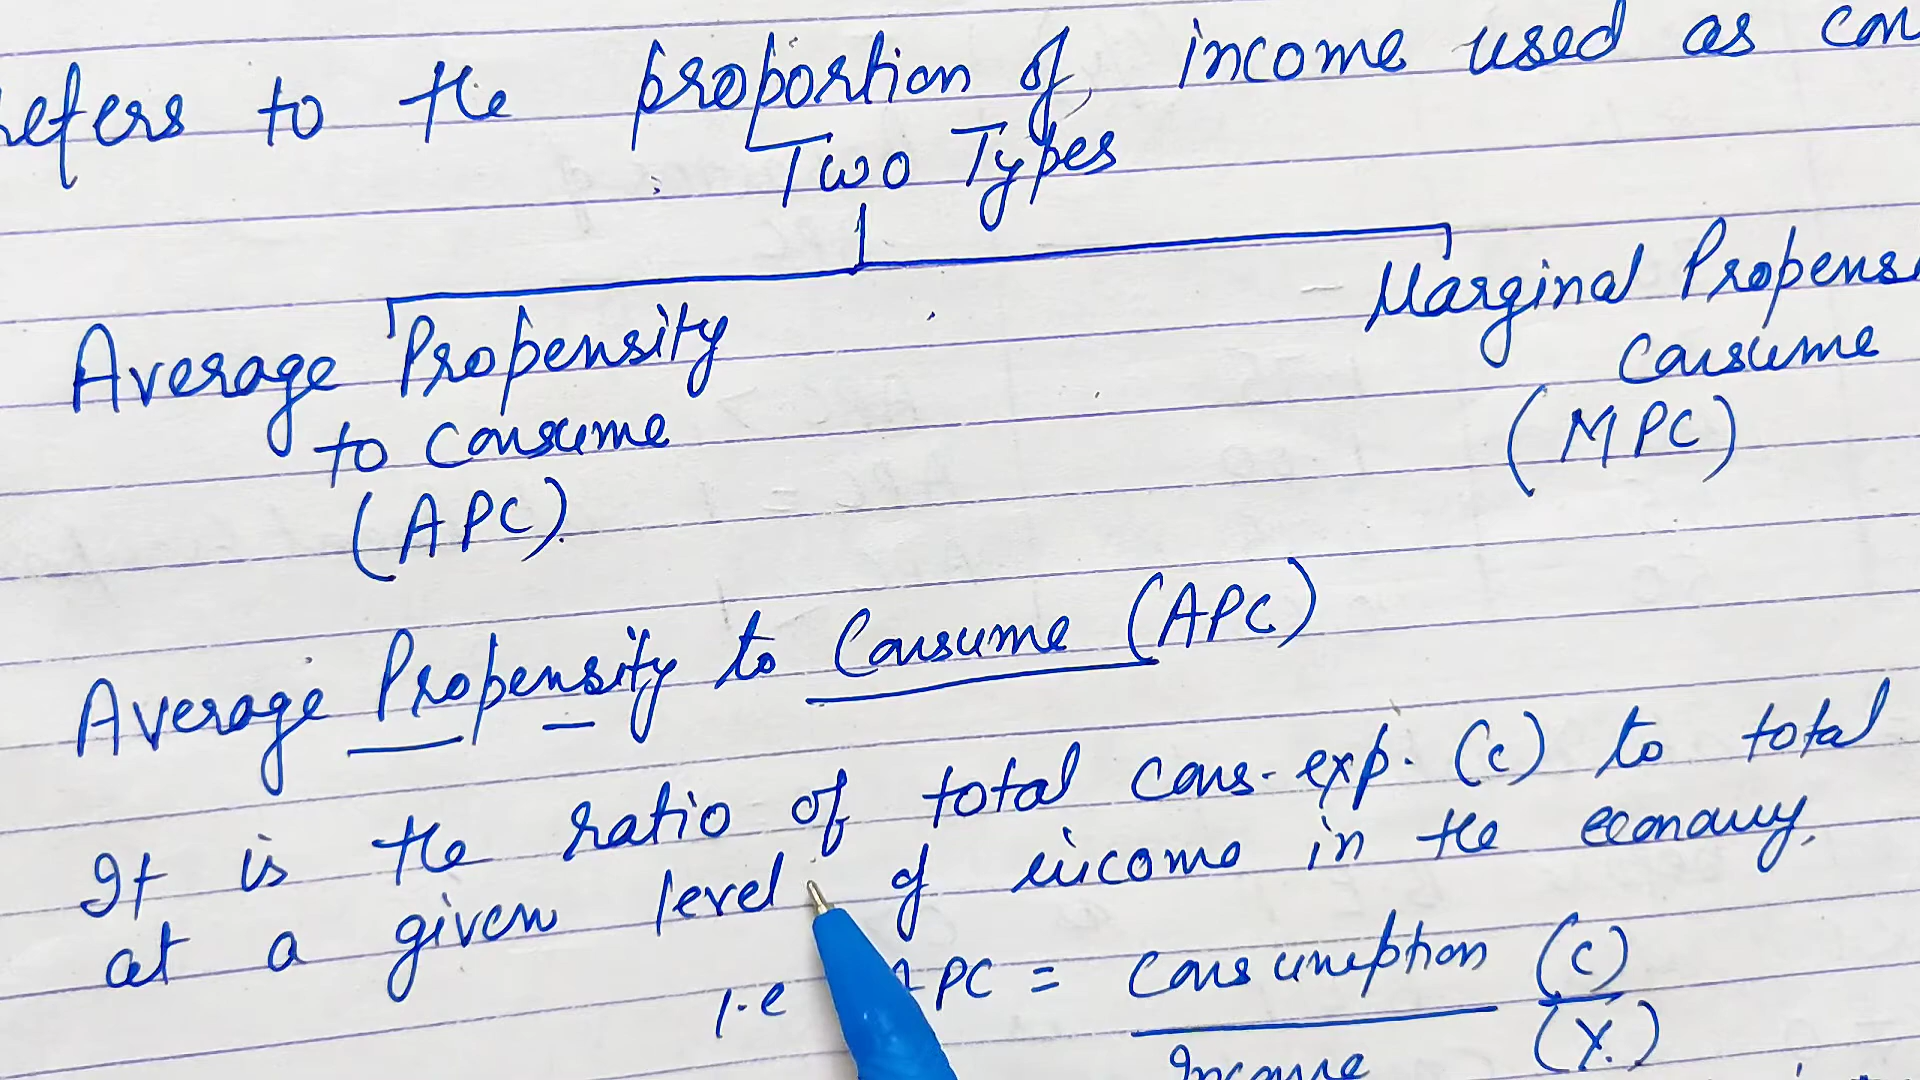 refers to the proportion of income used as con
Two Types
Average Propensity
to Consume
(APC).
Marginal Propens
Consume
(MPC)
Average Propensity to Consume (APC)
It is the ratio of total cons. exp. (C) to total
at a given level of income in the economy.
i.e APC = Consumption (C)
Income (Y.)